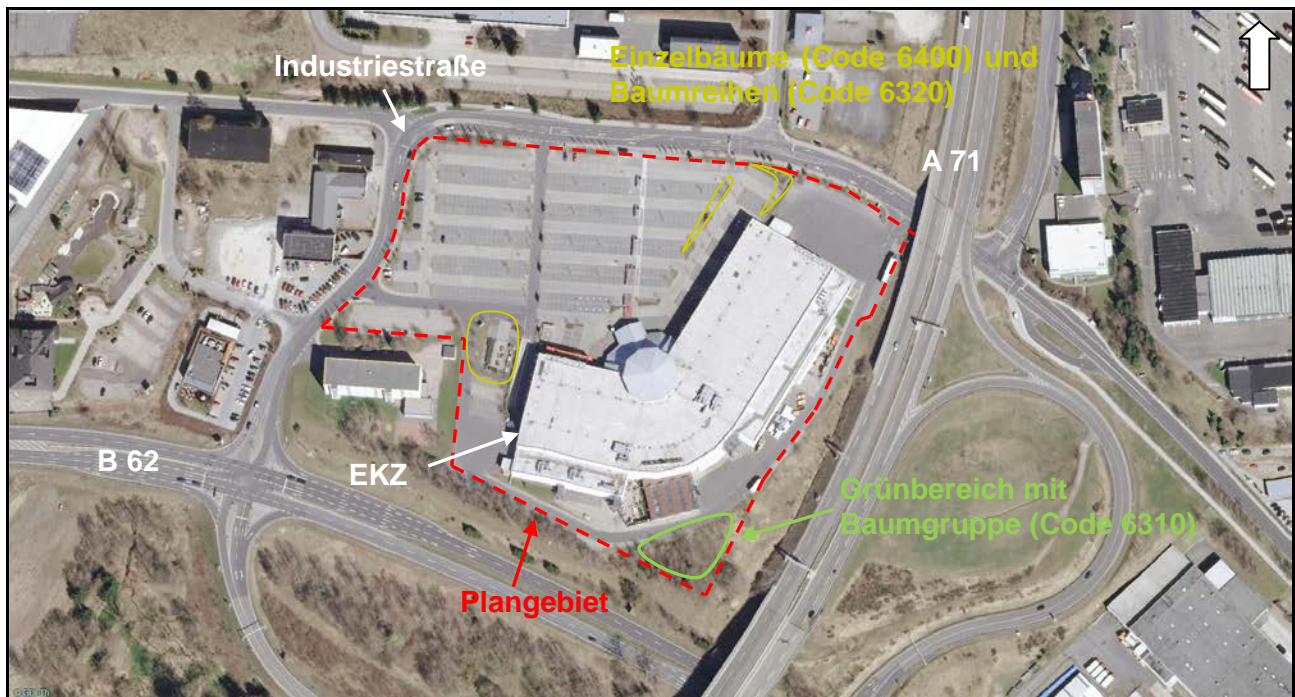 Einzelbäume (Code 6400) und
Baumreihen (Code 6320)
Industriestraße
A 71
B 62
EKZ
Grünbereich mit
Baumgruppe (Code 6310)
Plangebiet